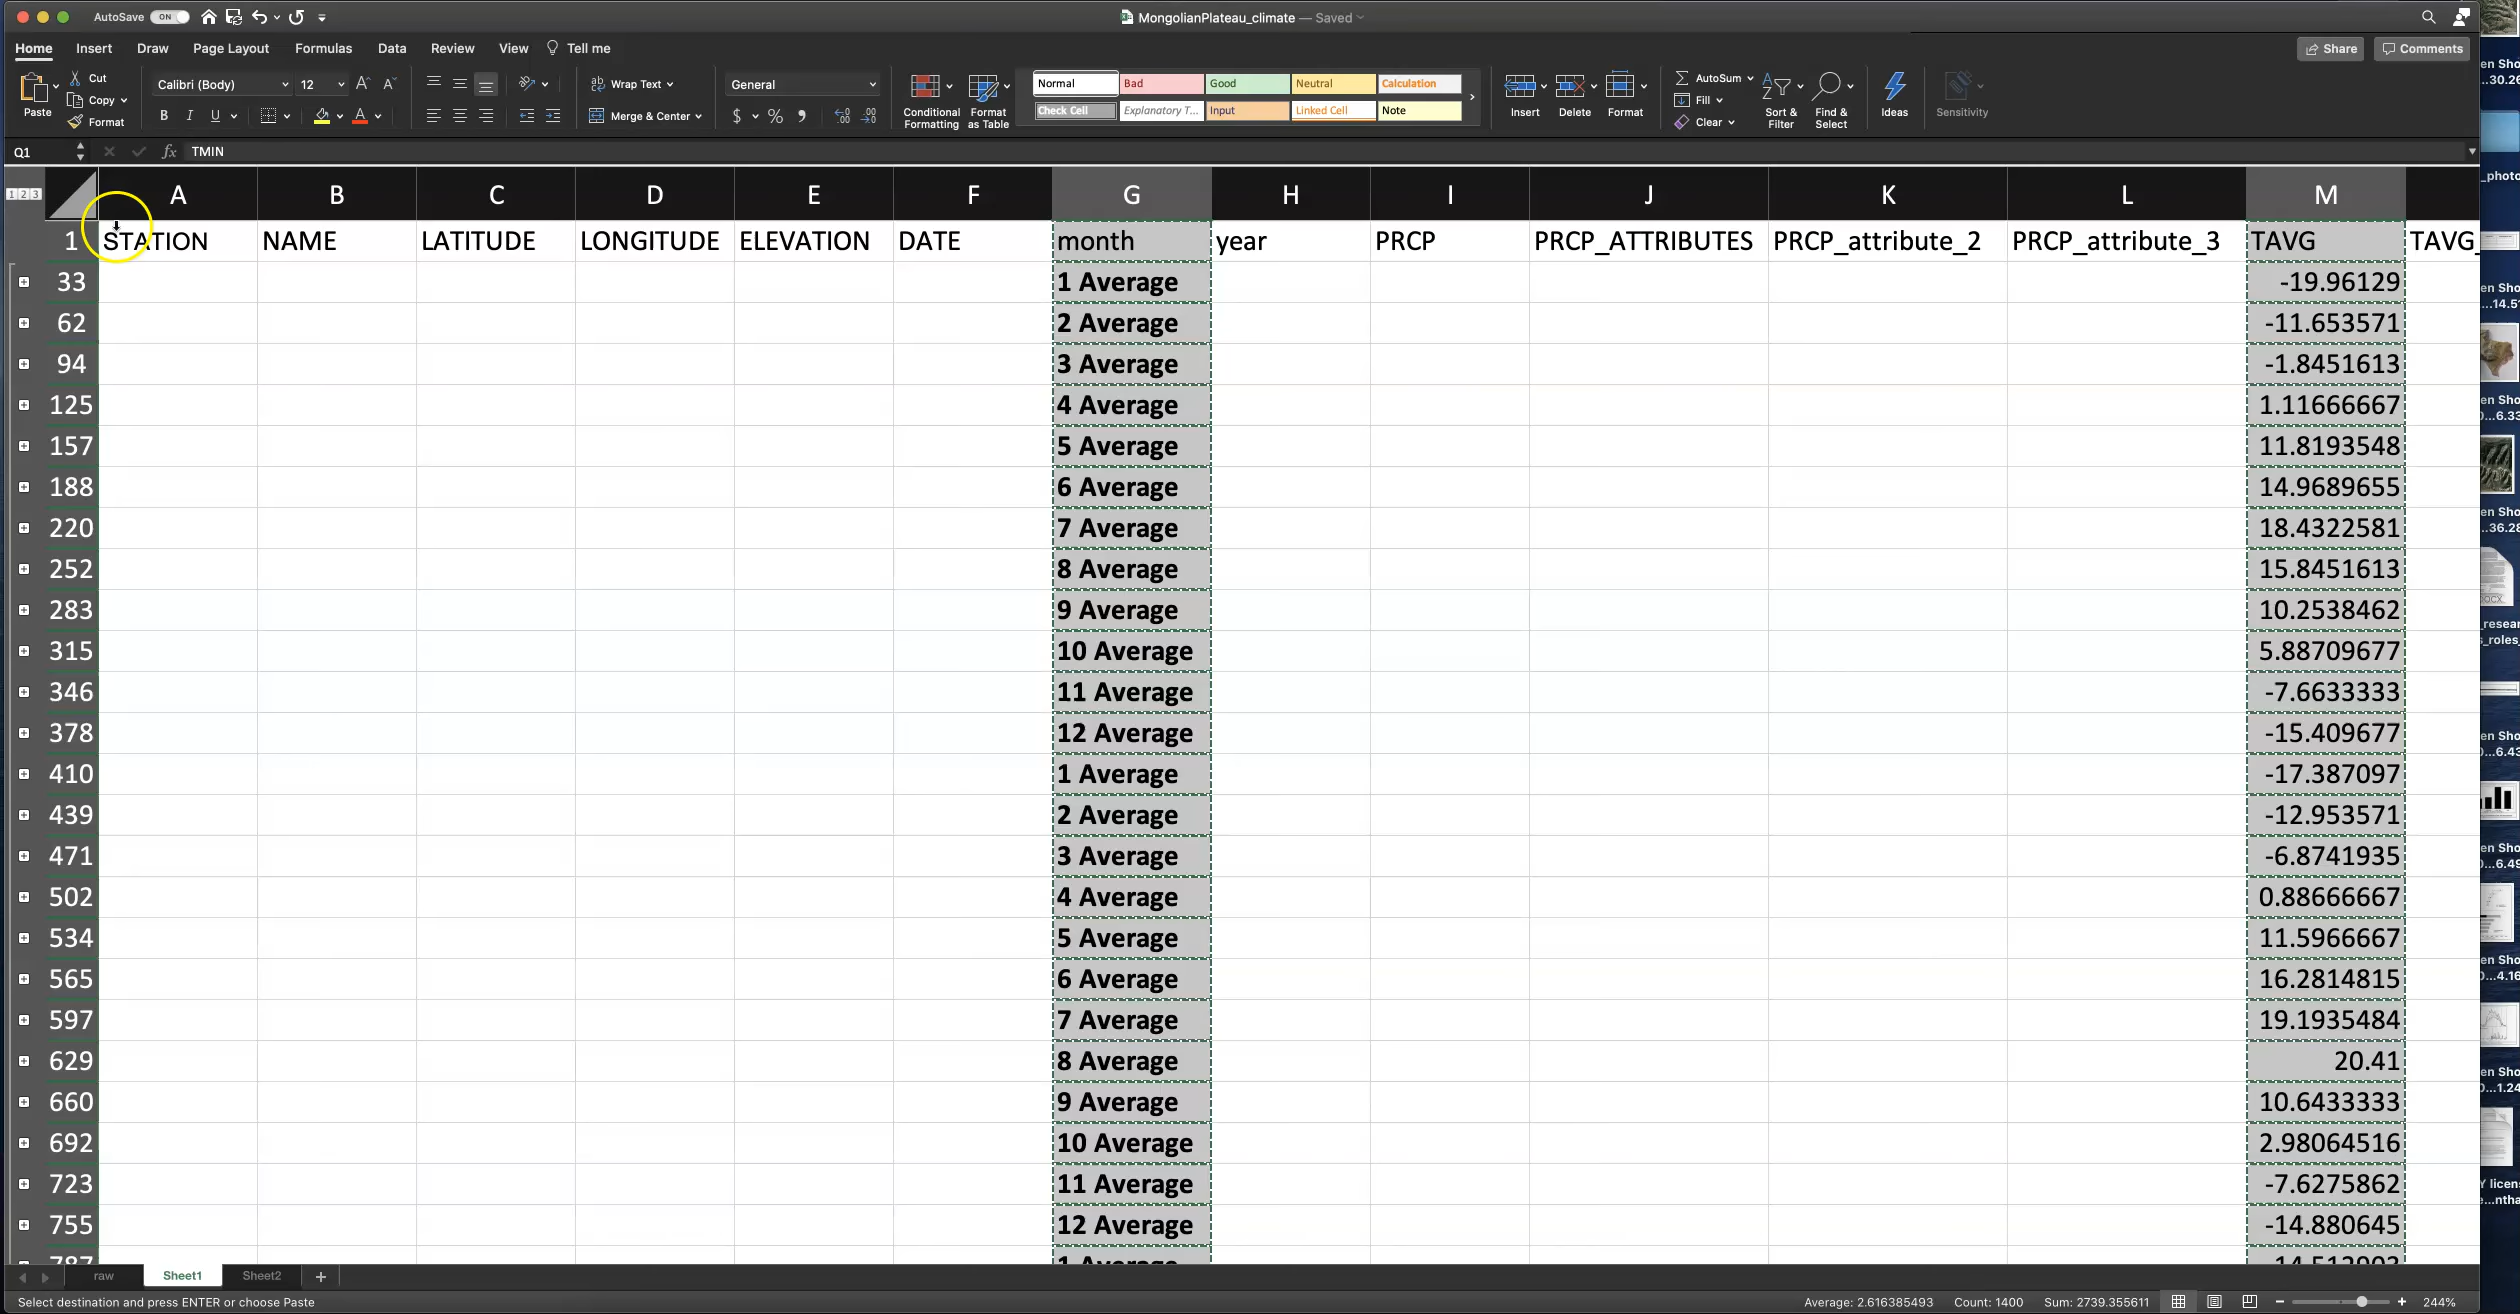 AutoSave ON MongolianPlateau_climate — Saved
Home Insert Draw Page Layout Formulas Data Review View Tell me Share Comments
Paste Cut Copy Format Calibri (Body) 12 B I U Wrap Text Merge & Center General $ % Conditional Formatting Format as Table Normal Bad Good Neutral Calculation Check Cell Explanatory T... Input Linked Cell Note Insert Delete Format AutoSum Fill Clear Sort & Filter Find & Select Ideas Sensitivity
Q1 fx TMIN
1 2 3 A B C D E F G H I J K L M
1 STATION NAME LATITUDE LONGITUDE ELEVATION DATE month year PRCP PRCP_ATTRIBUTES PRCP_attribute_2 PRCP_attribute_3 TAVG TAVG_
33 1 Average -19.96129
62 2 Average -11.653571
94 3 Average -1.8451613
125 4 Average 1.11666667
157 5 Average 11.8193548
188 6 Average 14.9689655
220 7 Average 18.4322581
252 8 Average 15.8451613
283 9 Average 10.2538462
315 10 Average 5.88709677
346 11 Average -7.6633333
378 12 Average -15.409677
410 1 Average -17.387097
439 2 Average -12.953571
471 3 Average -6.8741935
502 4 Average 0.88666667
534 5 Average 11.5966667
565 6 Average 16.2814815
597 7 Average 19.1935484
629 8 Average 20.41
660 9 Average 10.6433333
692 10 Average 2.98064516
723 11 Average -7.6275862
755 12 Average -14.880645
raw Sheet1 Sheet2 +
Select destination and press ENTER or choose Paste Average: 2.616385493 Count: 1400 Sum: 2739.355611 244%